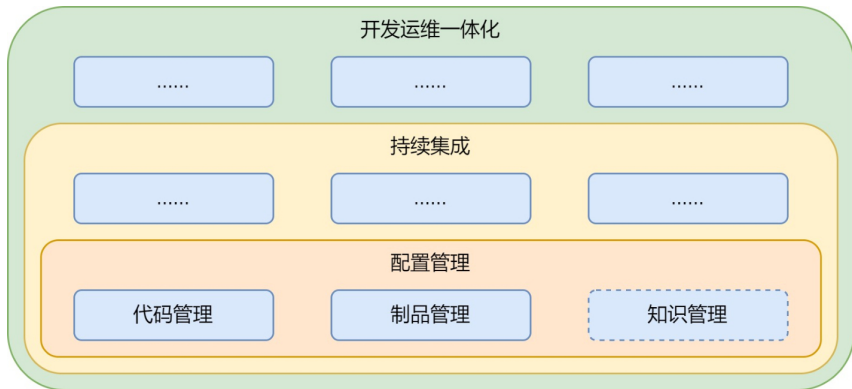 开发运维一体化
...... ...... ......
持续集成
...... ...... ......
配置管理
代码管理 制品管理 知识管理